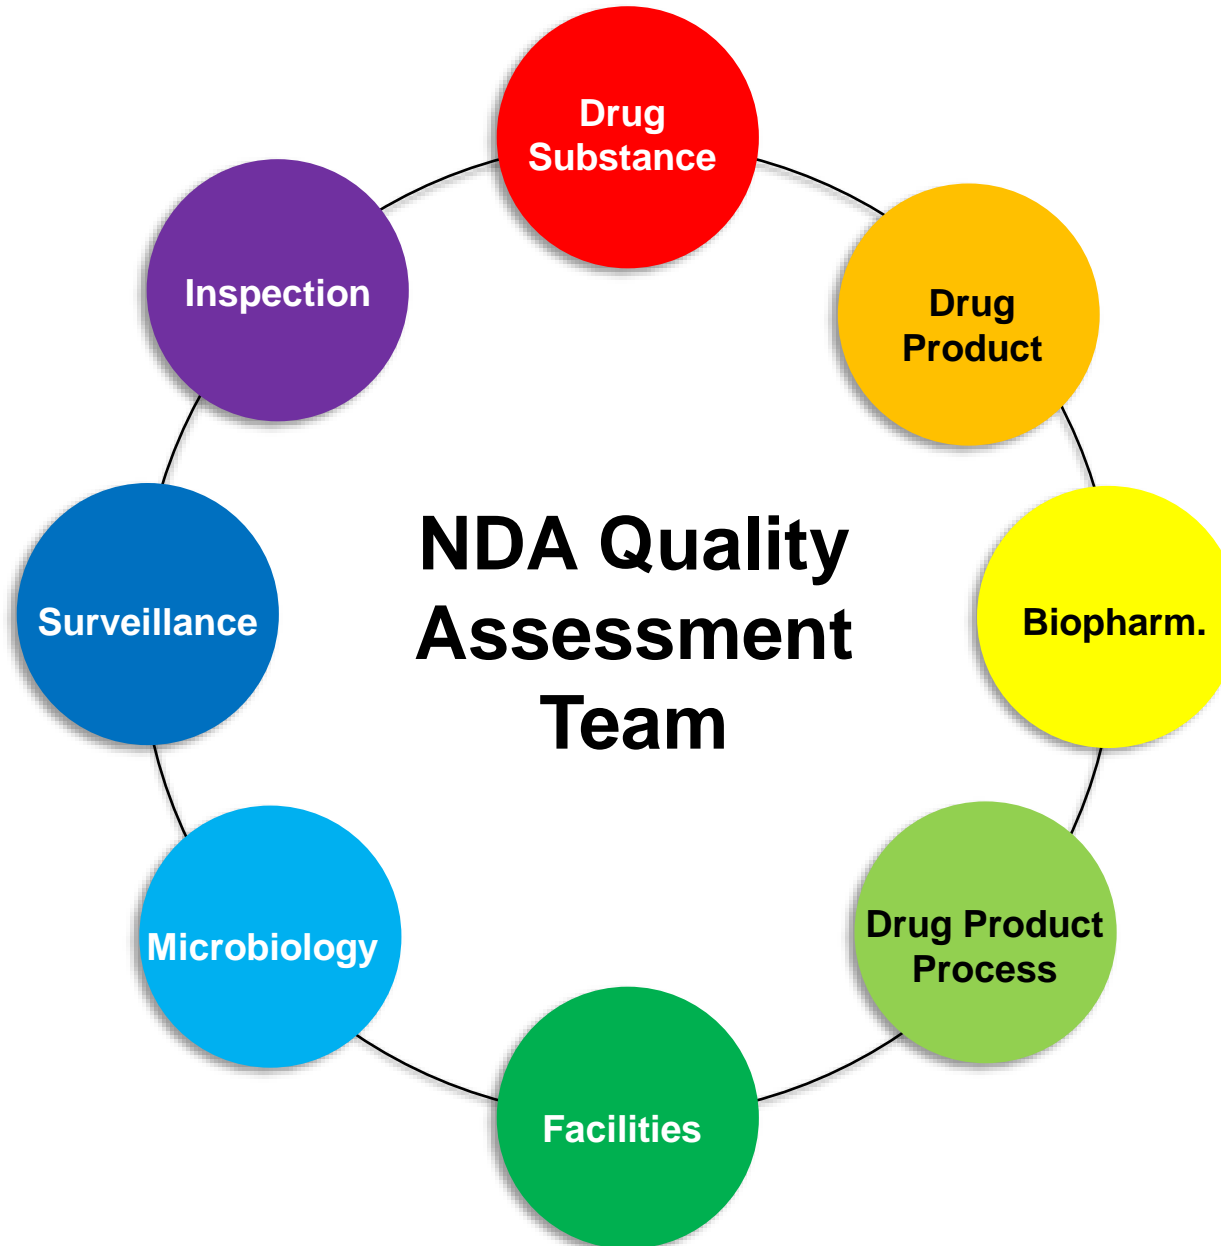 Drug
Substance
Inspection
Drug
Product
NDA Quality
Assessment
Team
Surveillance
Biopharm.
Microbiology
Drug Product
Process
Facilities